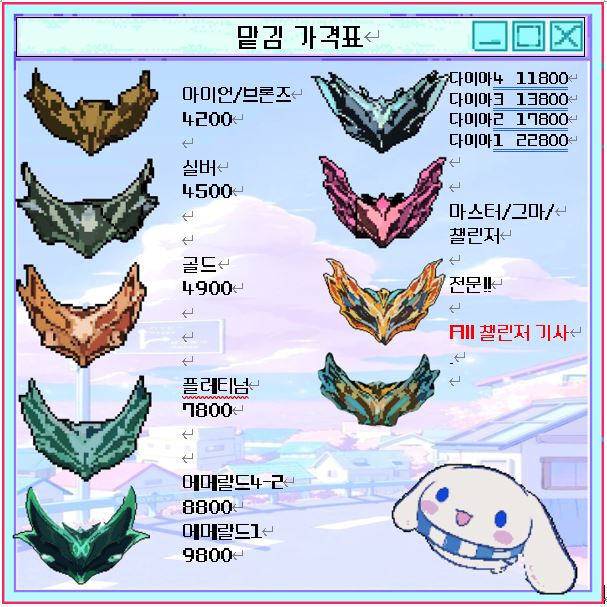 맡김 가격표
아이언/브론즈
4200
실버
4500
골드
4900
플레티넘
7800
에메랄드4-2
8800
에메랄드1
9800
다이아4 11800
다이아3 13800
다이아2 17800
다이아1 22800
마스터/그마/
챌린저
전문!!
All 챌린저 기사
.